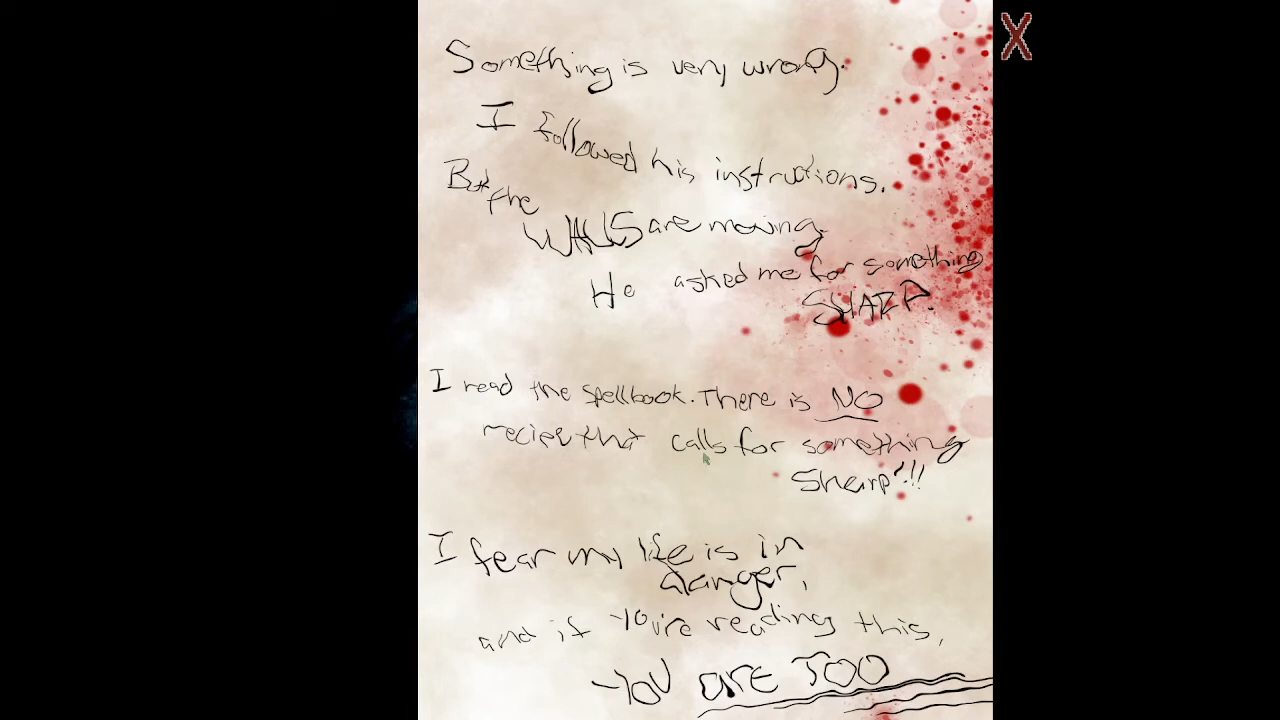 Something is very wrong.
I followed his instructions.
But the
WALLS are moving.
He asked me for something
SHARP.
I read the spellbook. There is NO
recipe that calls for something
Sharp!!!
I fear my life is in
danger,
and if you're reading this,
YOU are TOO
X